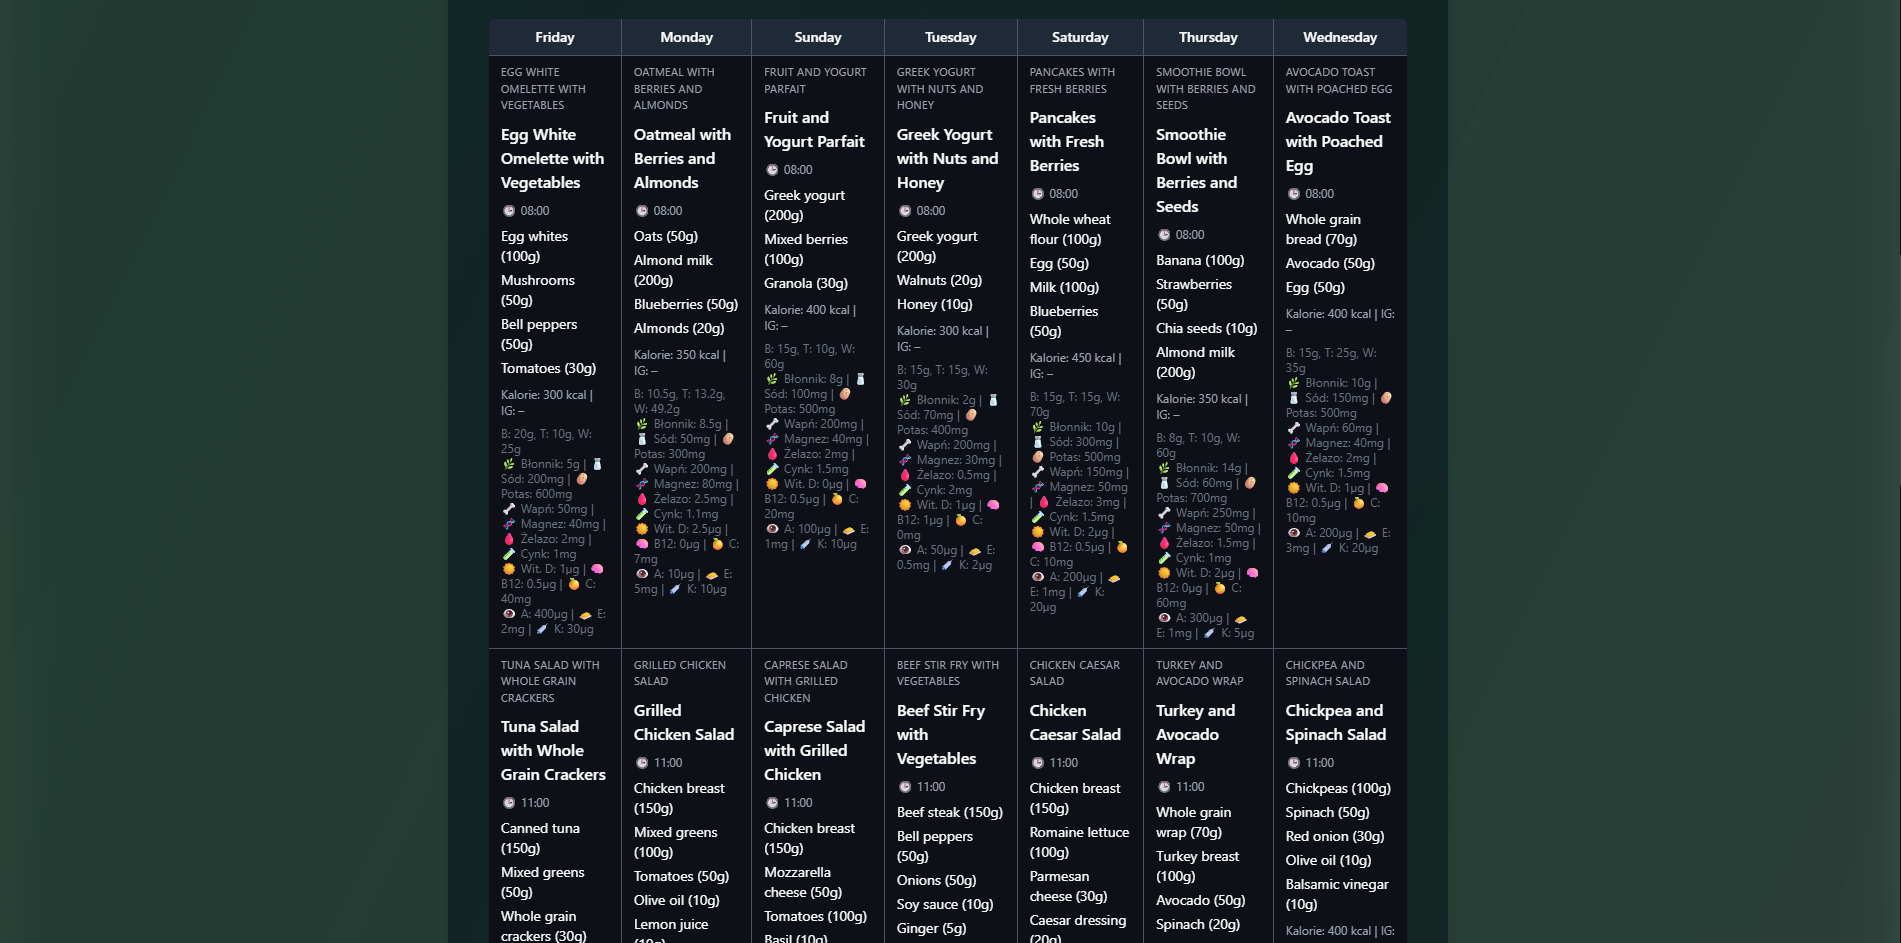 Friday
Monday
Sunday
Tuesday
Saturday
Thursday
Wednesday
EGG WHITE
OMELETTE WITH
VEGETABLES
Egg White
Omelette with
Vegetables
08:00
Egg whites
(100g)
Mushrooms
(50g)
Bell peppers
(50g)
Tomatoes (30g)
Kalorie: 300 kcal |
IG: –
B: 20g, T: 10g, W:
25g
Błonnik: 5g |
Sód: 200mg |
Potas: 600mg
Wapń: 50mg |
Magnez: 40mg |
Żelazo: 2mg |
Cynk: 1mg
Wit. D: 1µg |
B12: 0.5µg | C:
40mg
A: 400µg | E:
2mg | K: 30µg
OATMEAL WITH
BERRIES AND
ALMONDS
Oatmeal with
Berries and
Almonds
08:00
Oats (50g)
Almond milk
(200g)
Blueberries (50g)
Almonds (20g)
Kalorie: 350 kcal |
IG: –
B: 10.5g, T: 13.2g,
W: 49.2g
Błonnik: 8.5g |
Sód: 50mg |
Potas: 300mg
Wapń: 200mg |
Magnez: 80mg |
Żelazo: 2.5mg |
Cynk: 1.1mg
Wit. D: 2.5µg |
B12: 0µg | C:
7mg
A: 10µg | E:
5mg | K: 10µg
FRUIT AND YOGURT
PARFAIT
Fruit and
Yogurt Parfait
08:00
Greek yogurt
(200g)
Mixed berries
(100g)
Granola (30g)
Kalorie: 400 kcal |
IG: –
B: 15g, T: 10g, W:
60g
Błonnik: 8g |
Sód: 100mg |
Potas: 500mg
Wapń: 200mg |
Magnez: 40mg |
Żelazo: 2mg |
Cynk: 1.5mg
Wit. D: 0µg |
B12: 0.5µg | C:
20mg
A: 100µg | E:
1mg | K: 10µg
GREEK YOGURT
WITH NUTS AND
HONEY
Greek Yogurt
with Nuts and
Honey
08:00
Greek yogurt
(200g)
Walnuts (20g)
Honey (10g)
Kalorie: 300 kcal |
IG: –
B: 15g, T: 15g, W:
30g
Błonnik: 2g |
Sód: 70mg |
Potas: 400mg
Wapń: 200mg |
Magnez: 30mg |
Żelazo: 0.5mg |
Cynk: 2mg
Wit. D: 1µg |
B12: 1µg | C:
0mg
A: 50µg | E:
0.5mg | K: 2µg
PANCAKES WITH
FRESH BERRIES
Pancakes
with Fresh
Berries
08:00
Whole wheat
flour (100g)
Egg (50g)
Milk (100g)
Blueberries
(50g)
Kalorie: 450 kcal |
IG: –
B: 15g, T: 15g, W:
70g
Błonnik: 10g |
Sód: 300mg |
Potas: 500mg
Wapń: 150mg |
Magnez: 50mg
| Żelazo: 3mg |
Cynk: 1.5mg
Wit. D: 2µg |
B12: 0.5µg |
C: 10mg
A: 200µg |
E: 1mg | K:
20µg
SMOOTHIE BOWL
WITH BERRIES AND
SEEDS
Smoothie
Bowl with
Berries and
Seeds
08:00
Banana (100g)
Strawberries
(50g)
Chia seeds (10g)
Almond milk
(200g)
Kalorie: 350 kcal |
IG: –
B: 8g, T: 10g, W:
60g
Błonnik: 14g |
Sód: 60mg |
Potas: 700mg
Wapń: 250mg |
Magnez: 50mg |
Żelazo: 1.5mg |
Cynk: 1mg
Wit. D: 2µg |
B12: 0µg | C:
60mg
A: 300µg |
E: 1mg | K: 5µg
AVOCADO TOAST
WITH POACHED EGG
Avocado Toast
with Poached
Egg
08:00
Whole grain
bread (70g)
Avocado (50g)
Egg (50g)
Kalorie: 400 kcal | IG:
–
B: 15g, T: 25g, W:
35g
Błonnik: 10g |
Sód: 150mg |
Potas: 500mg
Wapń: 60mg |
Magnez: 40mg |
Żelazo: 2mg |
Cynk: 1.5mg
Wit. D: 1µg |
B12: 0.5µg | C:
10mg
A: 200µg | E:
3mg | K: 20µg
TUNA SALAD WITH
WHOLE GRAIN
CRACKERS
Tuna Salad
with Whole
Grain Crackers
11:00
Canned tuna
(150g)
Mixed greens
(50g)
Whole grain
crackers (30g)
GRILLED CHICKEN
SALAD
Grilled
Chicken Salad
11:00
Chicken breast
(150g)
Mixed greens
(100g)
Tomatoes (50g)
Olive oil (10g)
Lemon juice
(10g)
CAPRESE SALAD
WITH GRILLED
CHICKEN
Caprese Salad
with Grilled
Chicken
11:00
Chicken breast
(150g)
Mozzarella
cheese (50g)
Tomatoes (100g)
Basil (10g)
BEEF STIR FRY WITH
VEGETABLES
Beef Stir Fry
with
Vegetables
11:00
Beef steak (150g)
Bell peppers
(50g)
Onions (50g)
Soy sauce (10g)
Ginger (5g)
CHICKEN CAESAR
SALAD
Chicken
Caesar Salad
11:00
Chicken breast
(150g)
Romaine lettuce
(100g)
Parmesan
cheese (30g)
Caesar dressing
(20g)
TURKEY AND
AVOCADO WRAP
Turkey and
Avocado
Wrap
11:00
Whole grain
wrap (70g)
Turkey breast
(100g)
Avocado (50g)
Spinach (20g)
CHICKPEA AND
SPINACH SALAD
Chickpea and
Spinach Salad
11:00
Chickpeas (100g)
Spinach (50g)
Red onion (30g)
Olive oil (10g)
Balsamic vinegar
(10g)
Kalorie: 400 kcal | IG: